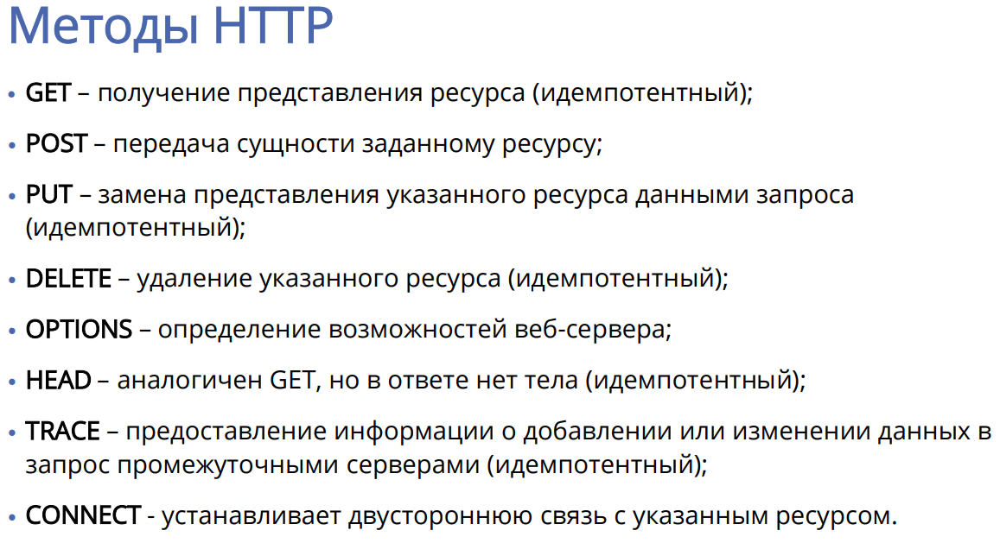 Методы HTTP
• GET – получение представления ресурса (идемпотентный);
• POST – передача сущности заданному ресурсу;
• PUT – замена представления указанного ресурса данными запроса
(идемпотентный);
• DELETE – удаление указанного ресурса (идемпотентный);
• OPTIONS – определение возможностей веб-сервера;
• HEAD – аналогичен GET, но в ответе нет тела (идемпотентный);
• TRACE – предоставление информации о добавлении или изменении данных в
запрос промежуточными серверами (идемпотентный);
• CONNECT - устанавливает двустороннюю связь с указанным ресурсом.